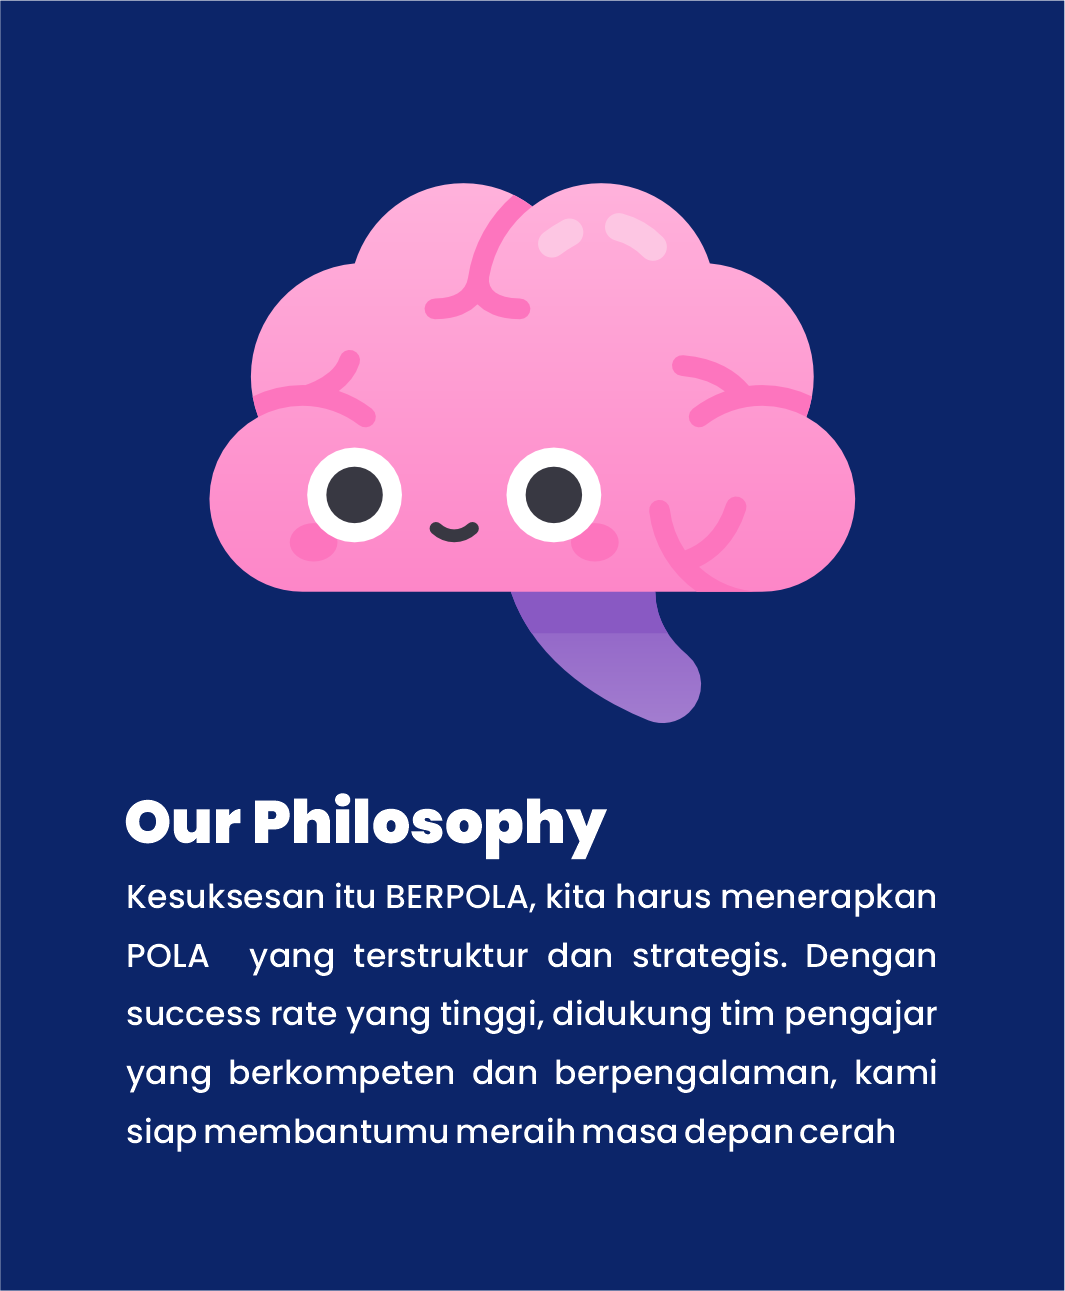 Our Philosophy
Kesuksesan itu BERPOLA, kita harus menerapkan
POLA yang terstruktur dan strategis. Dengan
success rate yang tinggi, didukung tim pengajar
yang berkompeten dan berpengalaman, kami
siap membantumu meraih masa depan cerah